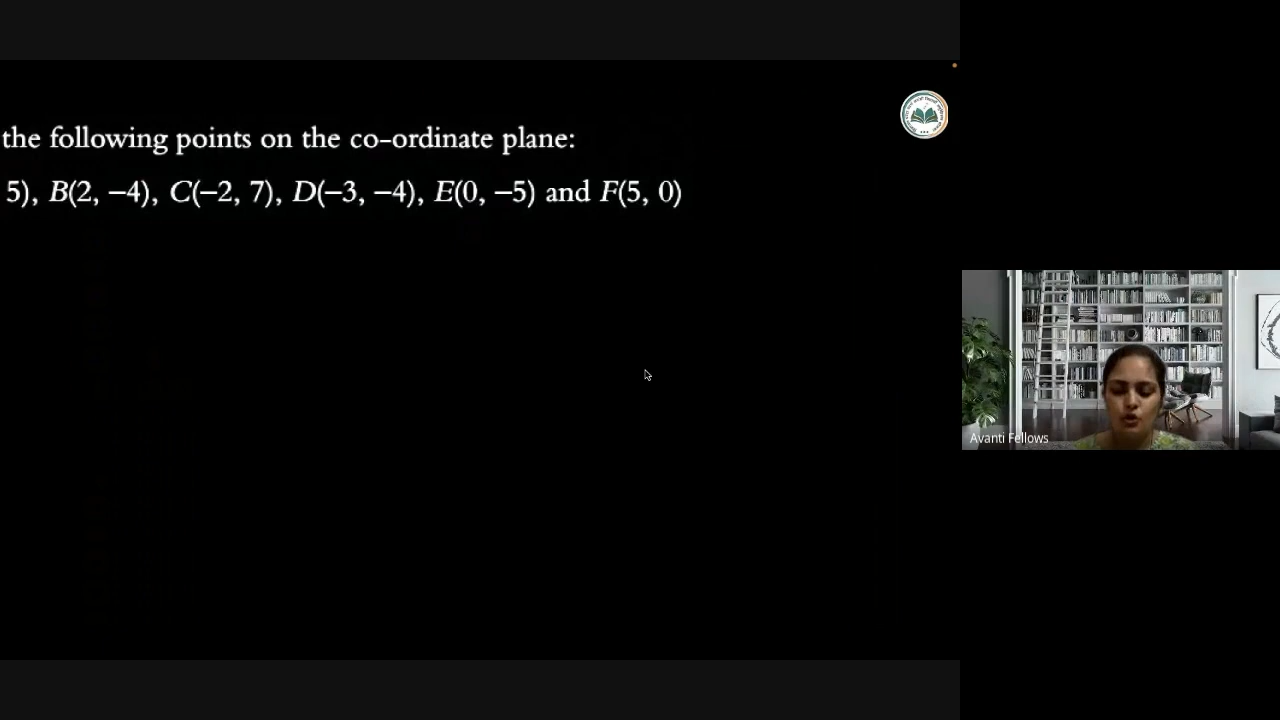 the following points on the co-ordinate plane:
5), B(2, −4), C(−2, 7), D(−3, −4), E(0, −5) and F(5, 0)
Avanti Fellows